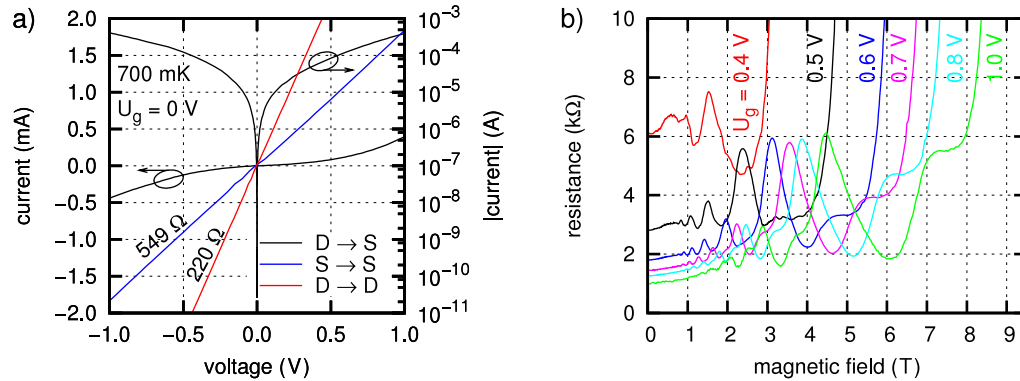 a)
2.0
1.5
1.0
0.5
0.0
−0.5
−1.0
−1.5
2.0
current (mA)
−1.0
−0.5
0.0
0.5
1.0
voltage (V)
10⁻³
10⁻⁴
10⁻⁵
10⁻⁶
10⁻⁷
10⁻⁸
10⁻⁹
10⁻¹⁰
10⁻¹¹
|current| (A)
700 mK
U_g = 0 V
549 Ω
220 Ω
D → S
S → S
D → D
b)
10
8
6
4
2
0
resistance (kΩ)
0
1
2
3
4
5
6
7
8
9
magnetic field (T)
U_g = 0.4 V
0.5 V
0.6 V
0.7 V
0.8 V
1.0 V